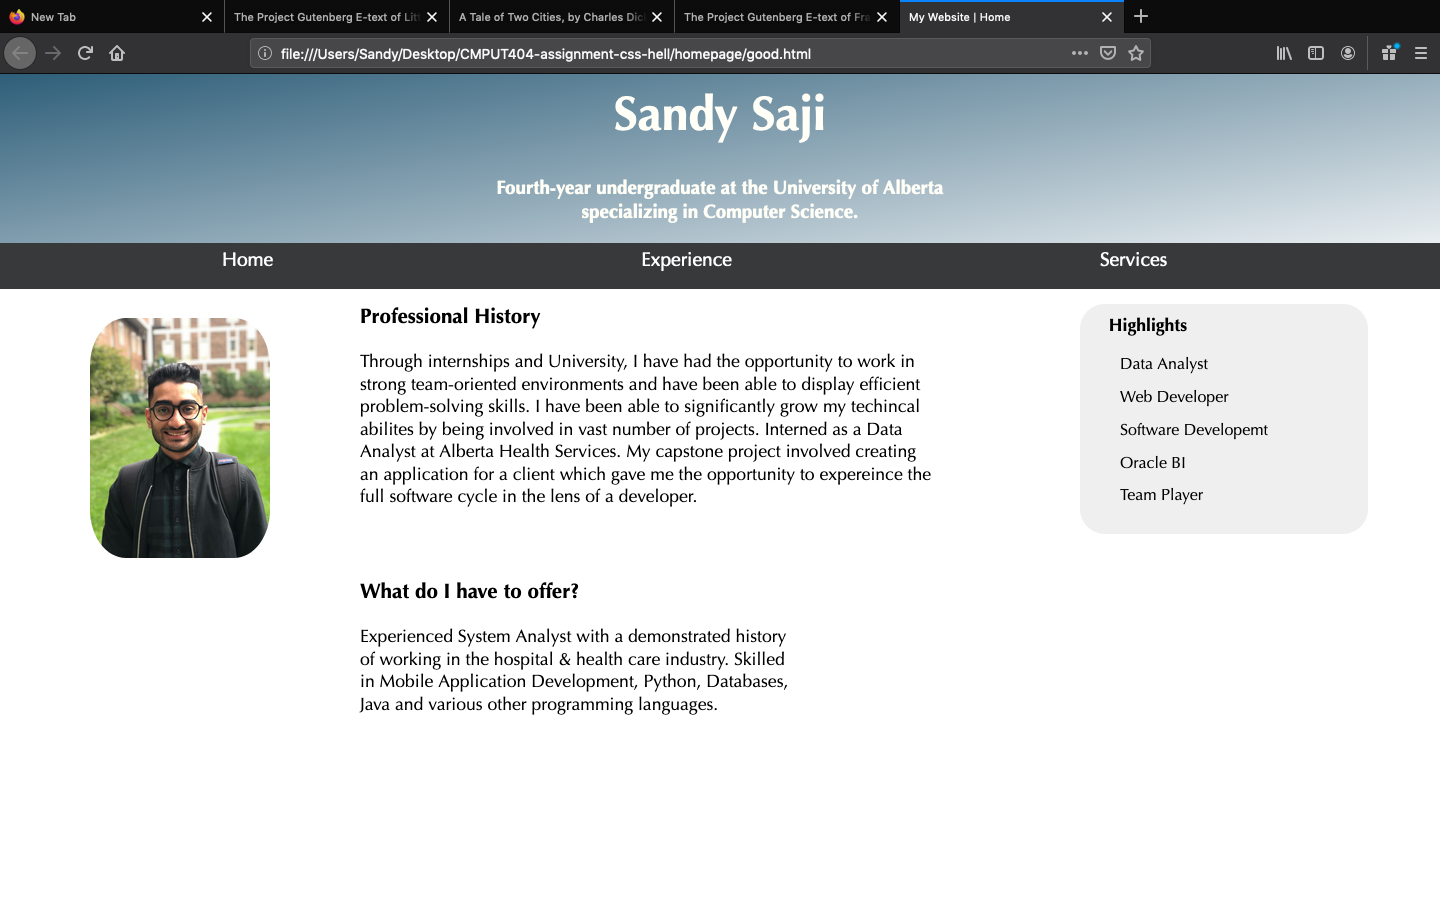 New Tab
The Project Gutenberg E-text of Litt
A Tale of Two Cities, by Charles Dic
The Project Gutenberg E-text of Fra
My Website | Home
file:///Users/Sandy/Desktop/CMPUT404-assignment-css-hell/homepage/good.html
Sandy Saji
Fourth-year undergraduate at the University of Alberta
specializing in Computer Science.
Home
Experience
Services
Professional History
Through internships and University, I have had the opportunity to work in
strong team-oriented environments and have been able to display efficient
problem-solving skills. I have been able to significantly grow my techincal
abilites by being involved in vast number of projects. Interned as a Data
Analyst at Alberta Health Services. My capstone project involved creating
an application for a client which gave me the opportunity to expereince the
full software cycle in the lens of a developer.
What do I have to offer?
Experienced System Analyst with a demonstrated history
of working in the hospital & health care industry. Skilled
in Mobile Application Development, Python, Databases,
Java and various other programming languages.
Highlights
Data Analyst
Web Developer
Software Developemt
Oracle BI
Team Player